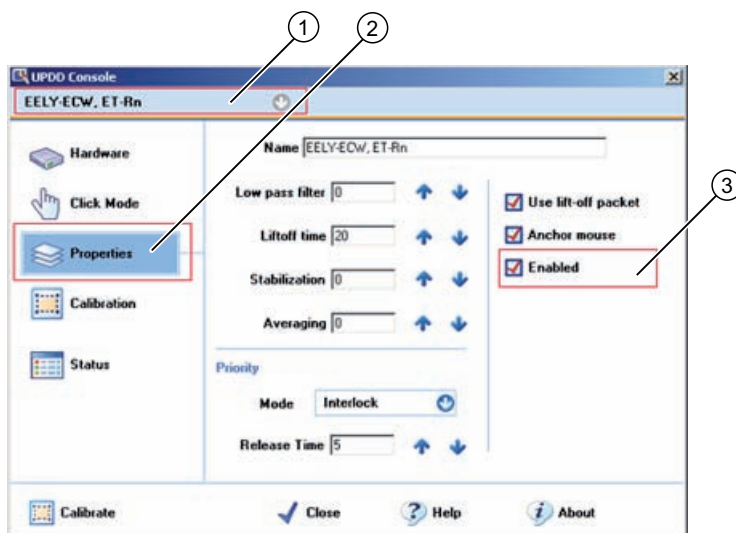 1
2
UPDD Console
EELY-ECW, ET-Rn
Hardware
Click Mode
Properties
Calibration
Status
Name EELY-ECW, ET-Rn
Low pass filter 0
Liftoff time 20
Stabilization 0
Averaging 0
Priority
Mode Interlock
Release Time 5
Use lift-off packet
Anchor mouse
Enabled
3
Calibrate
Close
? Help
i About